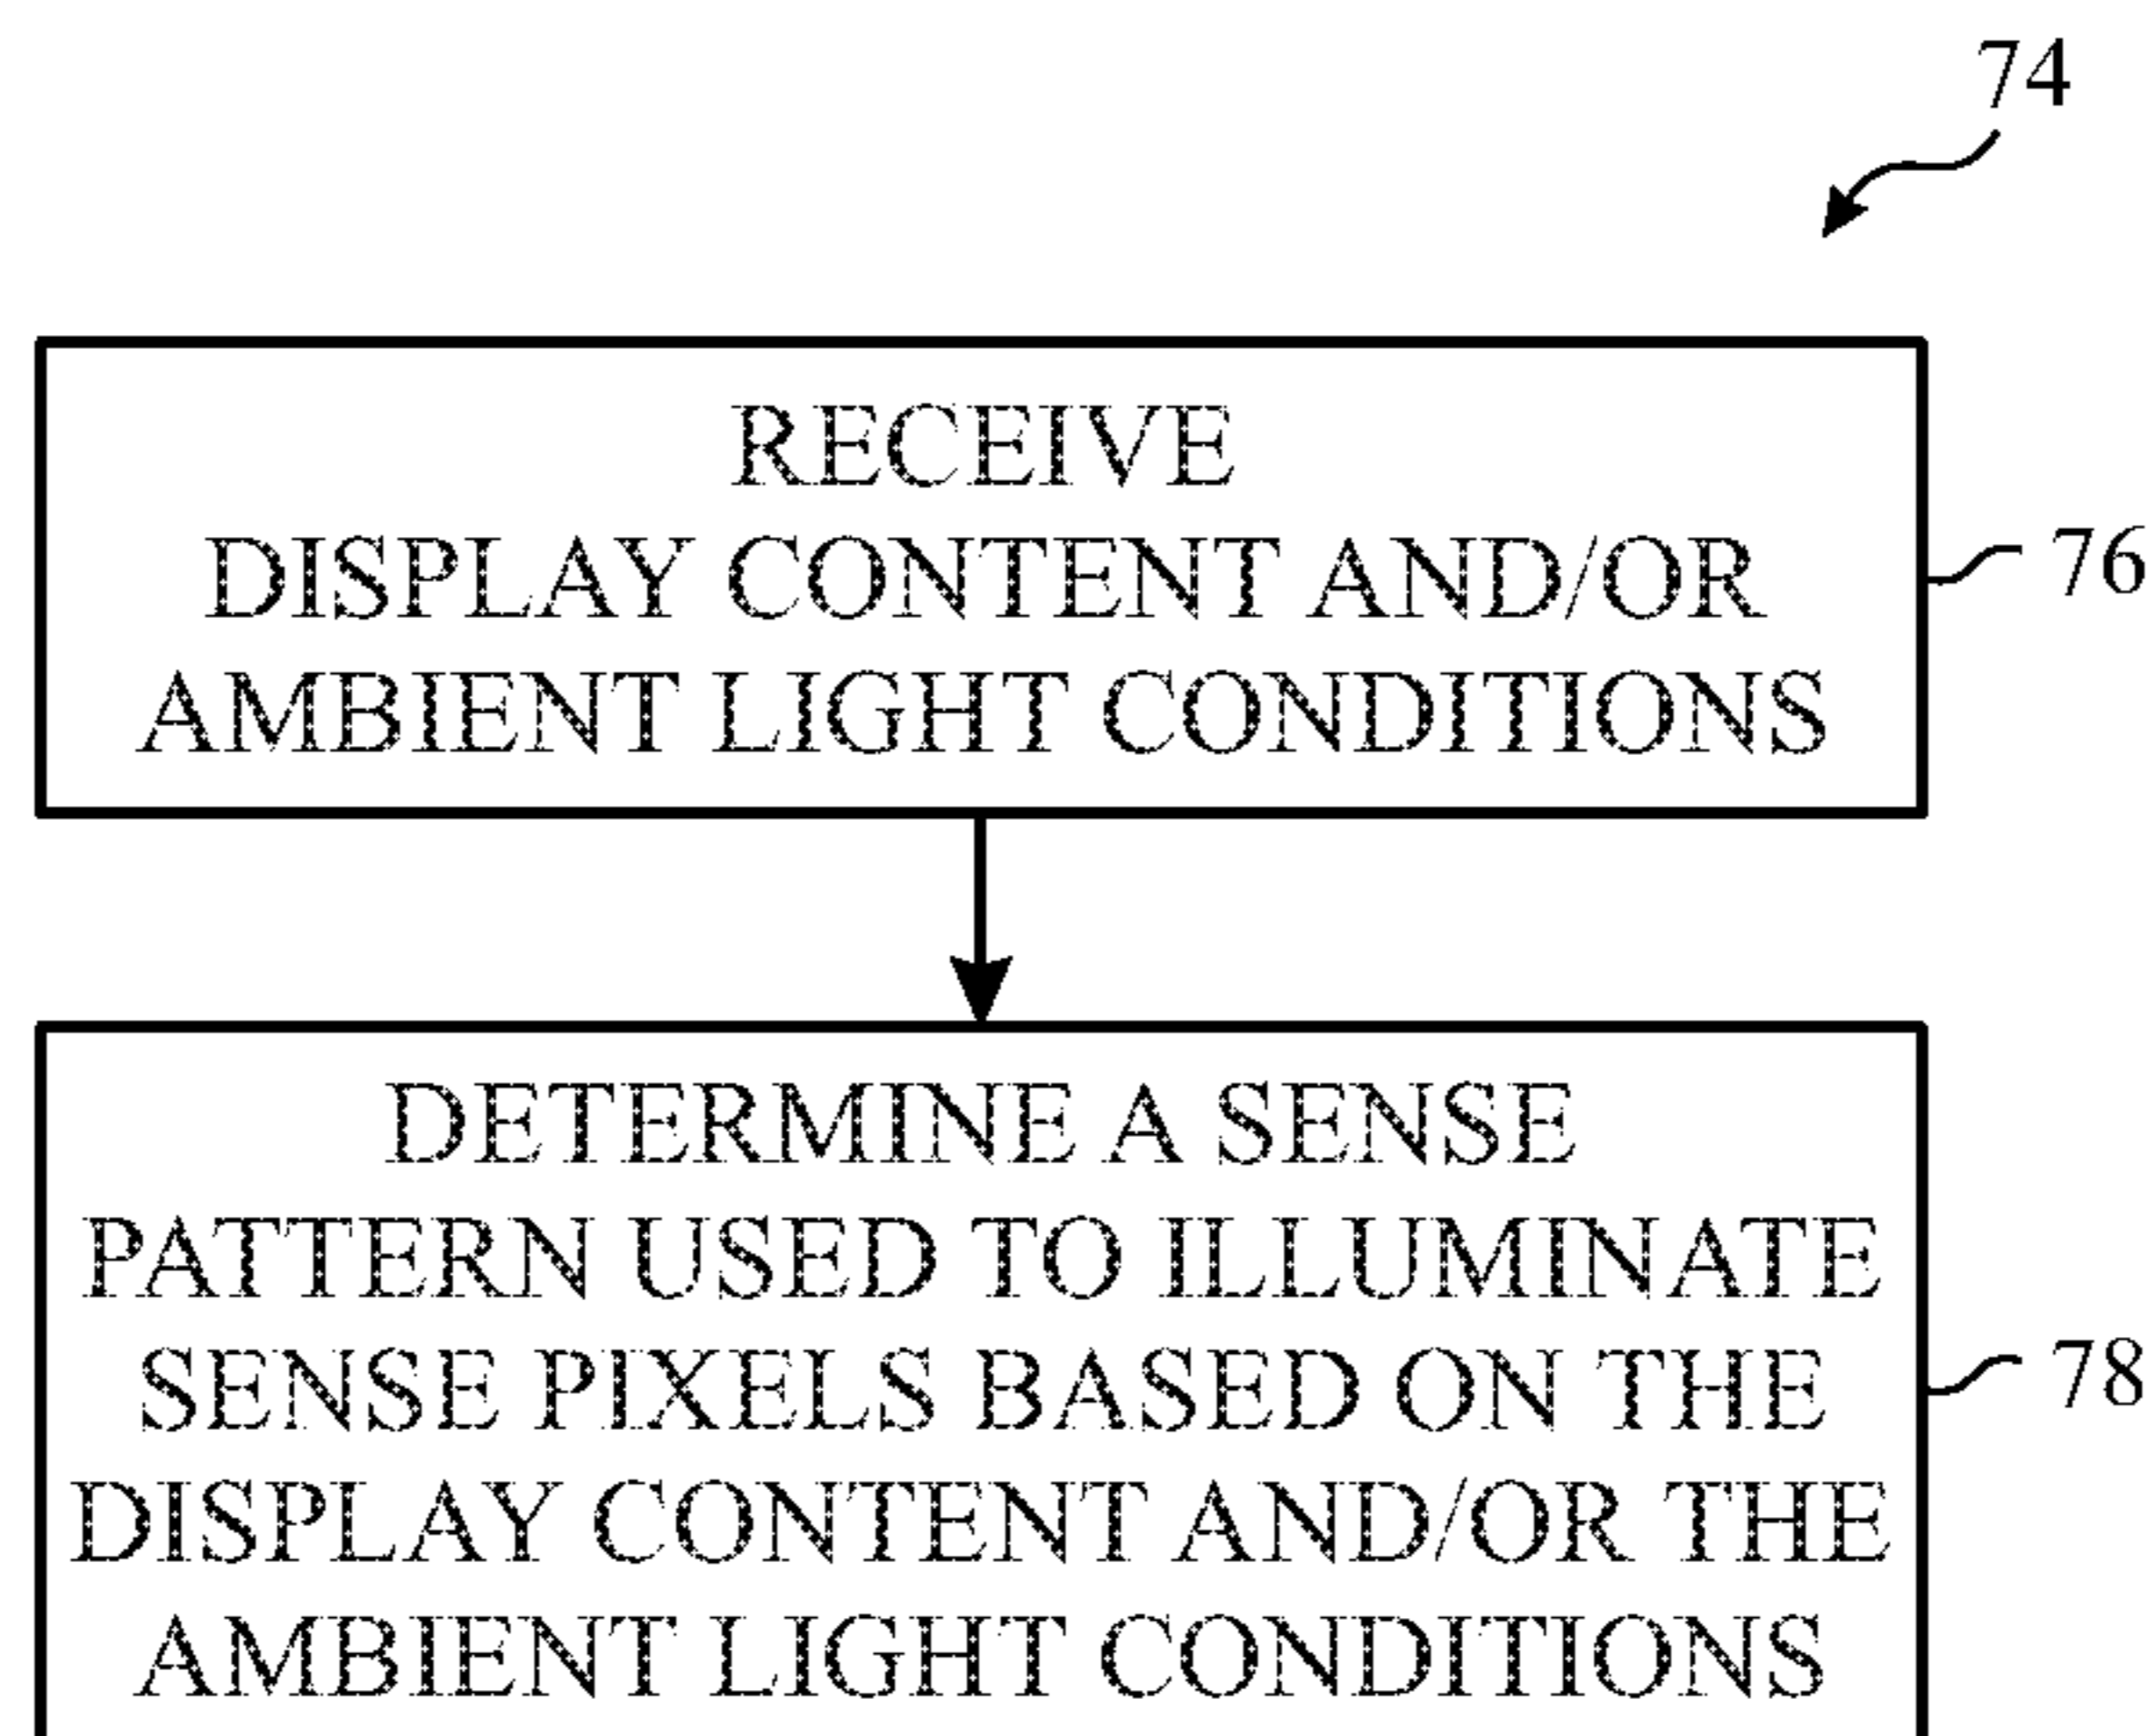 74
RECEIVE
DISPLAY CONTENT AND/OR
AMBIENT LIGHT CONDITIONS
76
DETERMINE A SENSE
PATTERN USED TO ILLUMINATE
SENSE PIXELS BASED ON THE
DISPLAY CONTENT AND/OR THE
AMBIENT LIGHT CONDITIONS
78